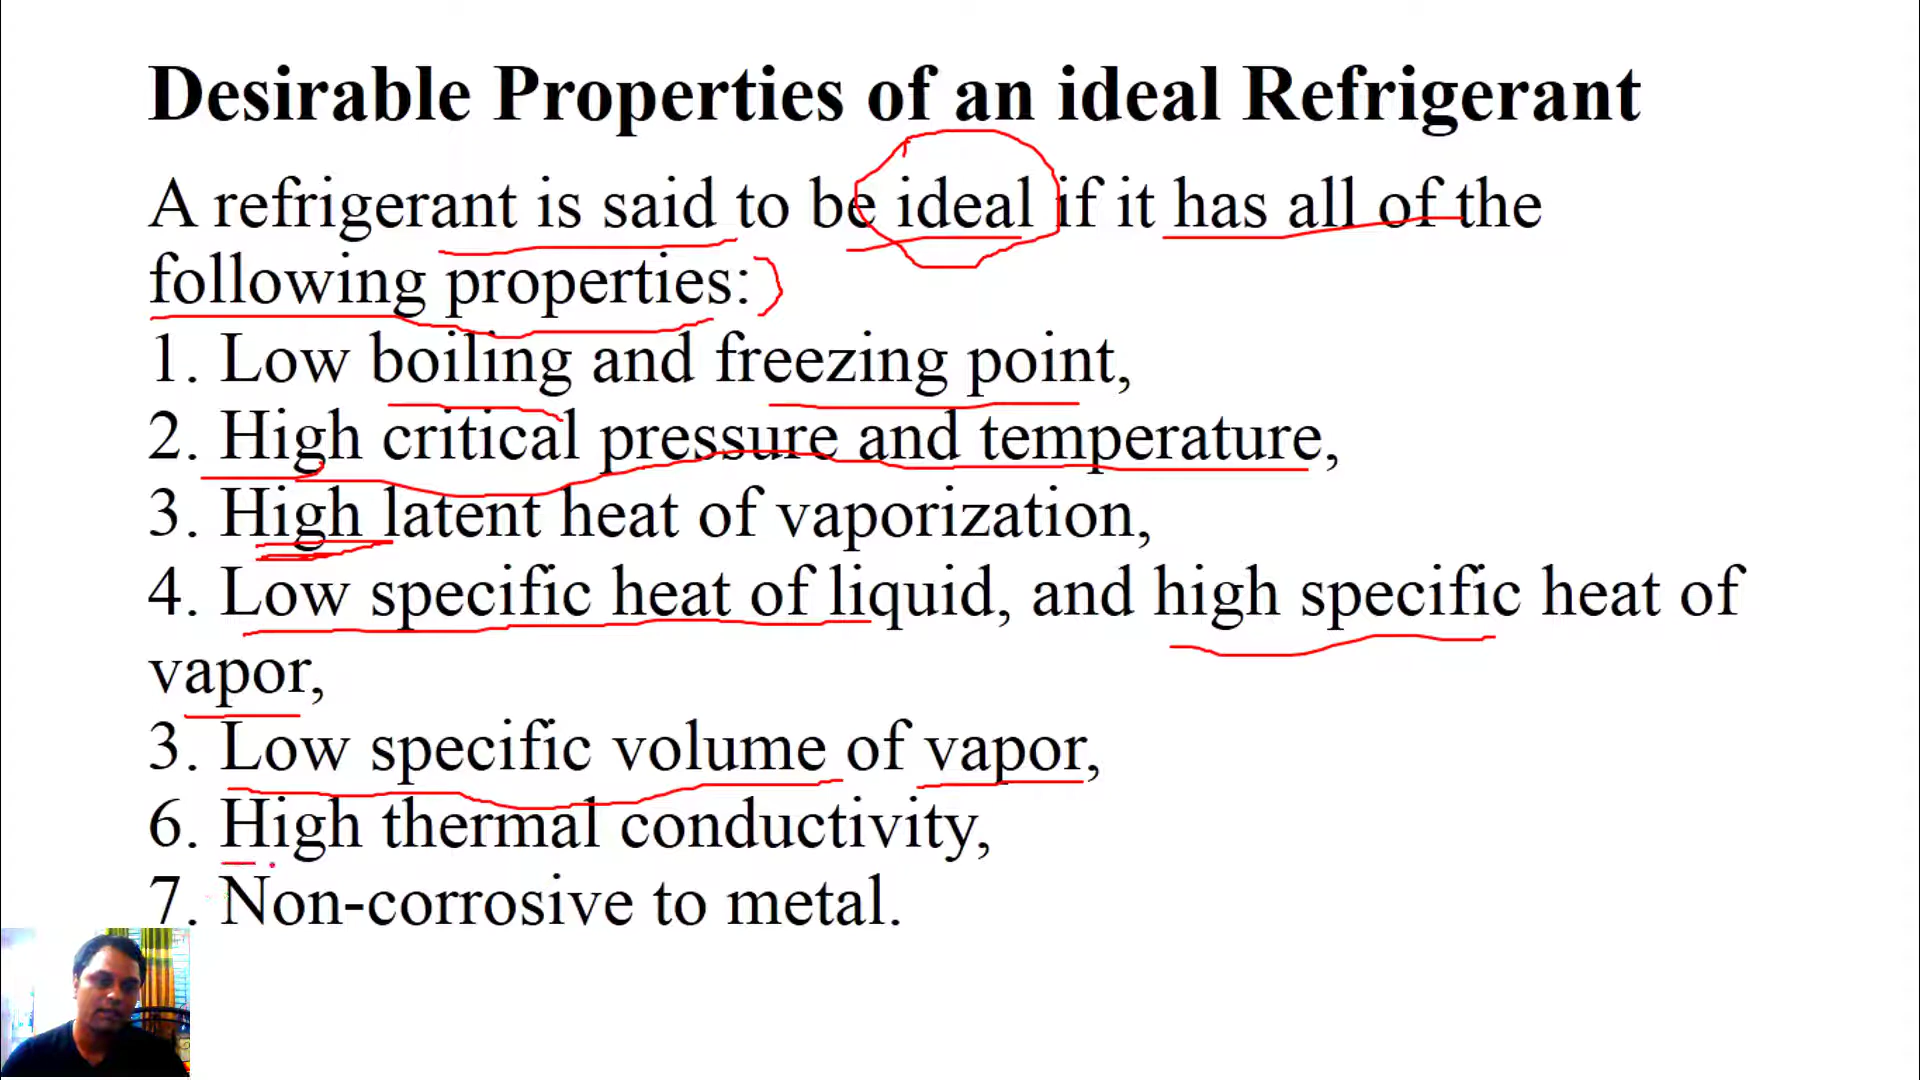 Desirable Properties of an ideal Refrigerant
A refrigerant is said to be ideal if it has all of the
following properties:
1. Low boiling and freezing point,
2. High critical pressure and temperature,
3. High latent heat of vaporization,
4. Low specific heat of liquid, and high specific heat of
vapor,
3. Low specific volume of vapor,
6. High thermal conductivity,
7. Non-corrosive to metal.